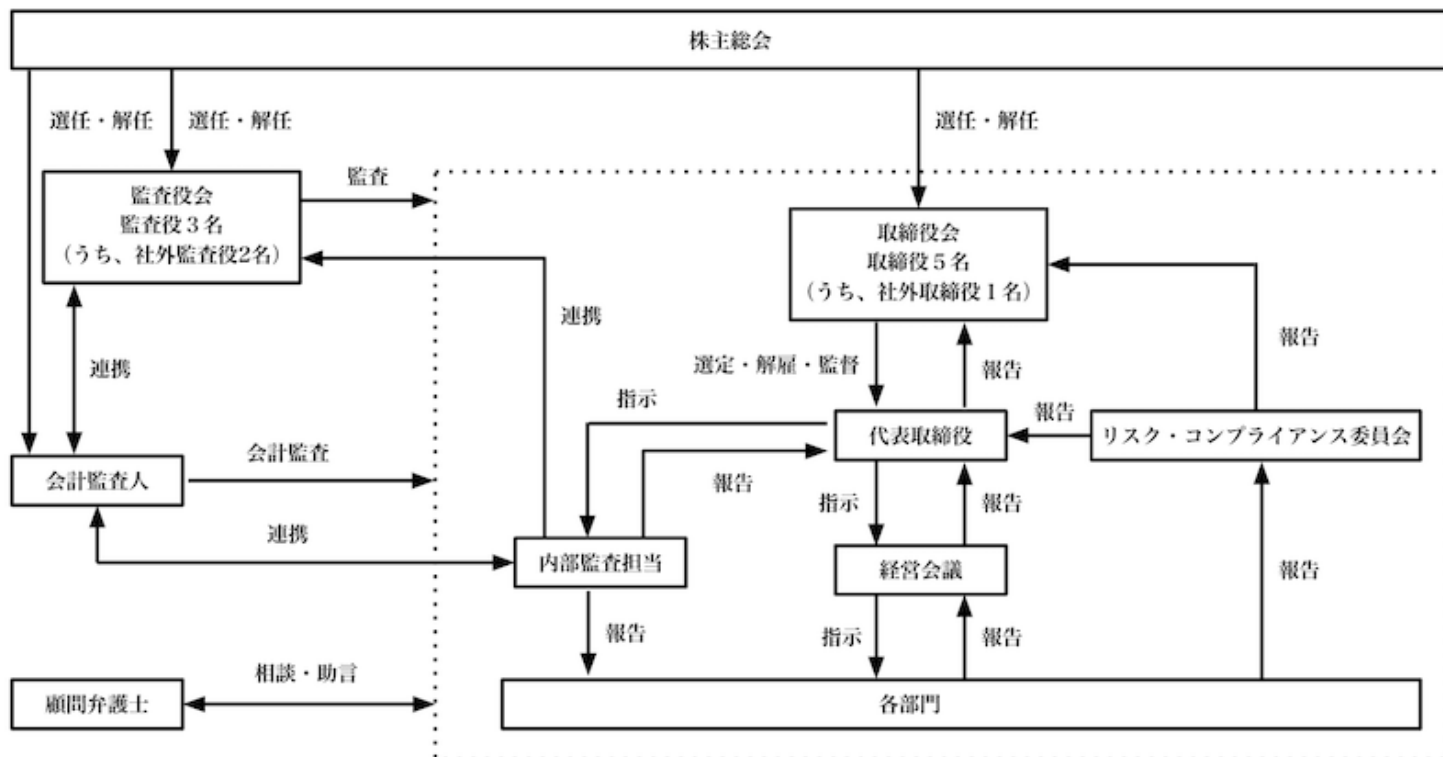 株主総会
選任・解任
選任・解任
選任・解任
監査役会
監査役３名
（うち、社外監査役2名）
監査
取締役会
取締役５名
（うち、社外取締役１名）
連携
連携
選定・解雇・監督
報告
報告
指示
代表取締役
報告
リスク・コンプライアンス委員会
会計監査人
会計監査
報告
指示
報告
連携
内部監査担当
経営会議
報告
報告
指示
報告
顧問弁護士
相談・助言
各部門